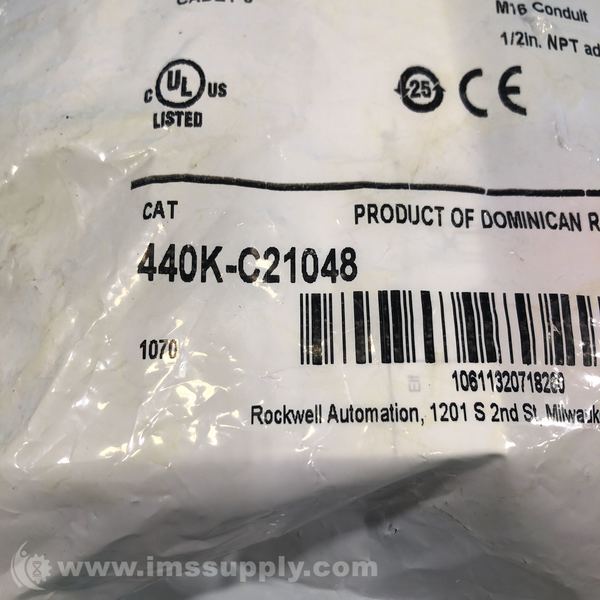 M16 Conduit
1/2in. NPT ad
C UL US
LISTED
25 CE
CAT
PRODUCT OF DOMINICAN R
440K-C21048
1070
Rockwell Automation, 1201 S 2nd St, Milwauk
www.imssupply.com